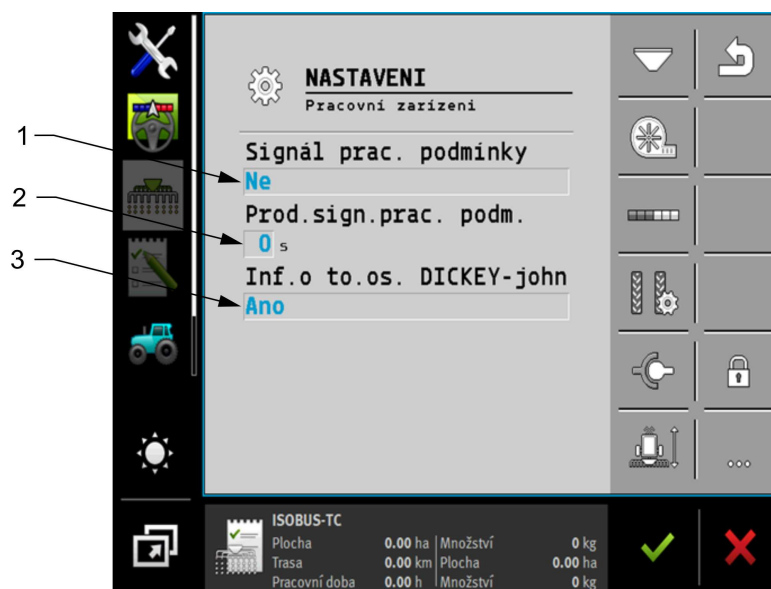 NASTAVENI
Pracovní zarízeni
1
Signál prac. podmínky
Ne
2
Prod.sign.prac. podm.
0 s
3
Inf.o to.os. DICKEY-john
Ano
ISOBUS-TC
Plocha 0.00 ha Množství 0 kg
Trasa 0.00 km Plocha 0.00 ha
Pracovní doba 0.00 h Množství 0 kg